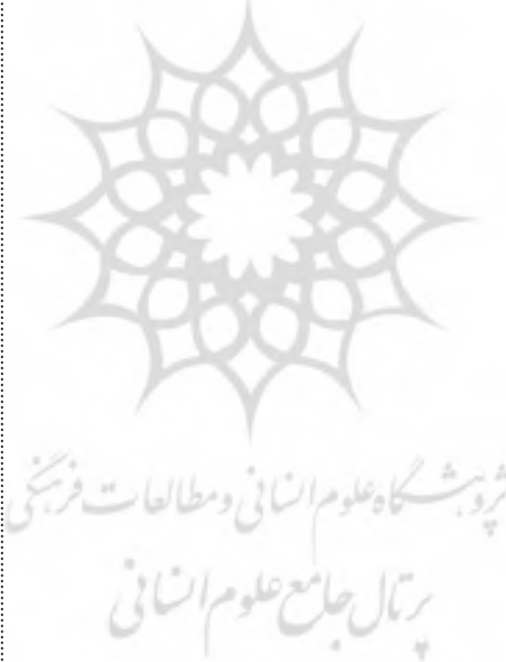 پژوهشگاه علوم انسانی و مطالعات فرهنگی
پرتال جامع علوم انسانی